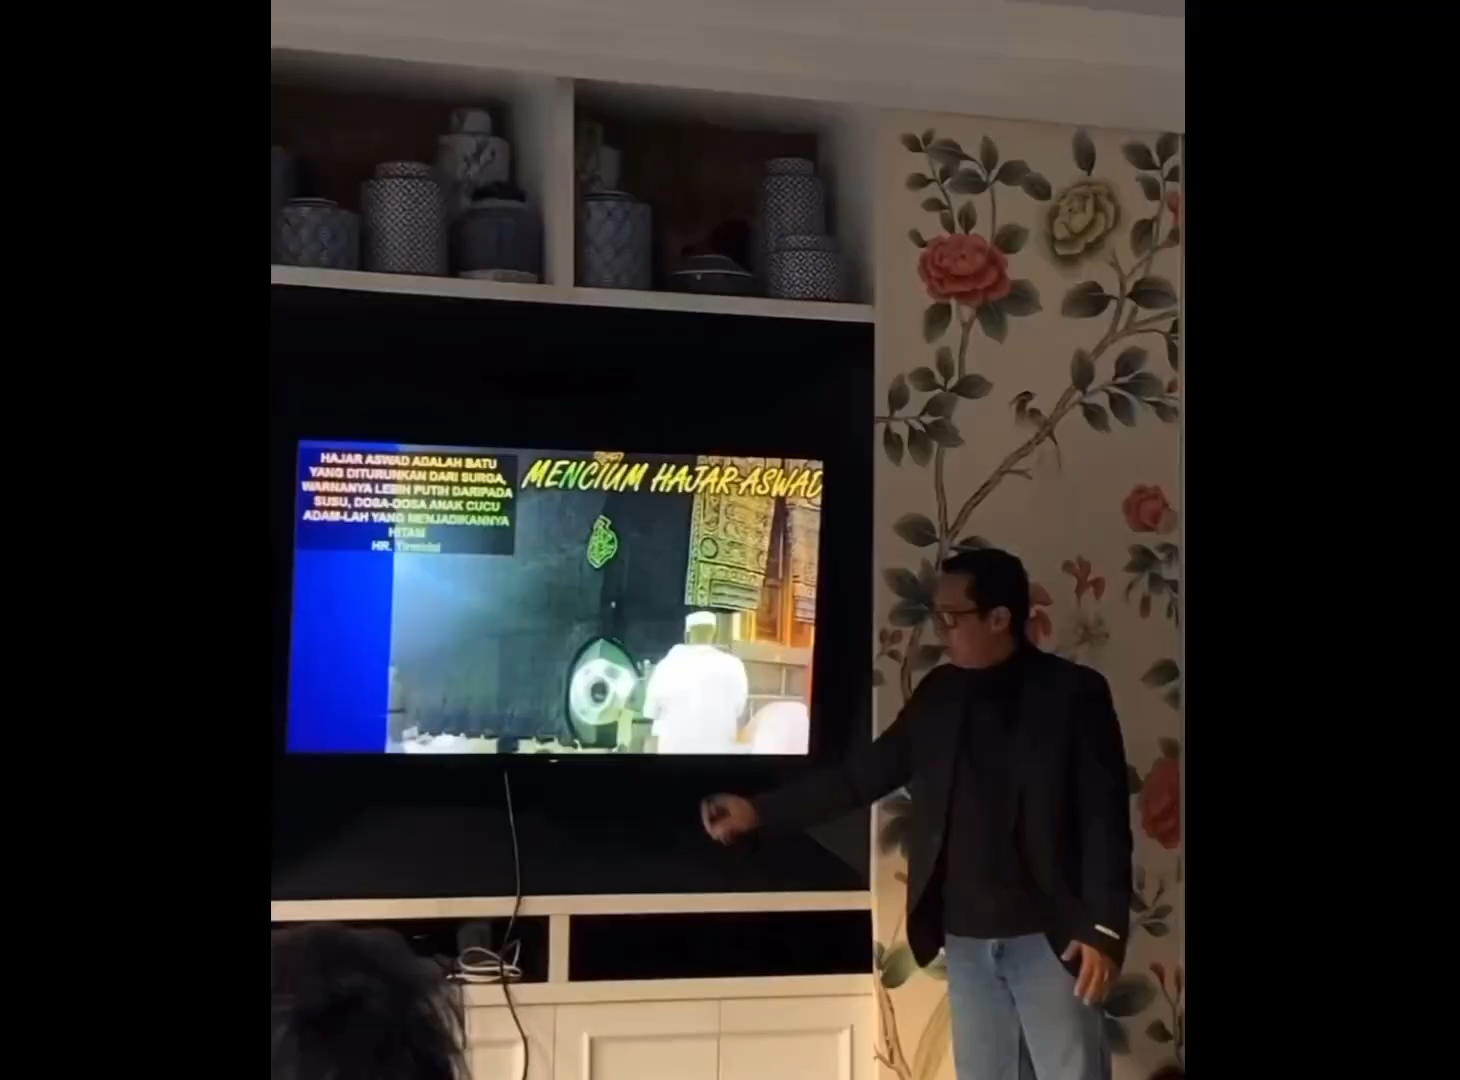 HAJAR ASWAD ADALAH BATU
YANG DITURUNKAN DARI SURGA,
WARNANYA LEBIH PUTIH DARIPADA
SUSU, DOSA-DOSA ANAK CUCU
ADAM-LAH YANG MENJADIKANNYA
HITAM
HR. Tirmidzi
MENCIUM HAJAR ASWAD